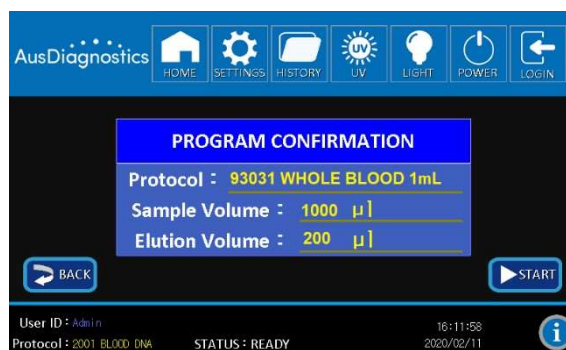 AusDiagnostics HOME SETTINGS HISTORY UV LIGHT POWER LOGIN
PROGRAM CONFIRMATION
Protocol : 93031 WHOLE BLOOD 1mL
Sample Volume : 1000 µl
Elution Volume : 200 µl
BACK START
User ID : Admin 16:11:58
Protocol : 2001 BLOOD DNA STATUS : READY 2020/02/11